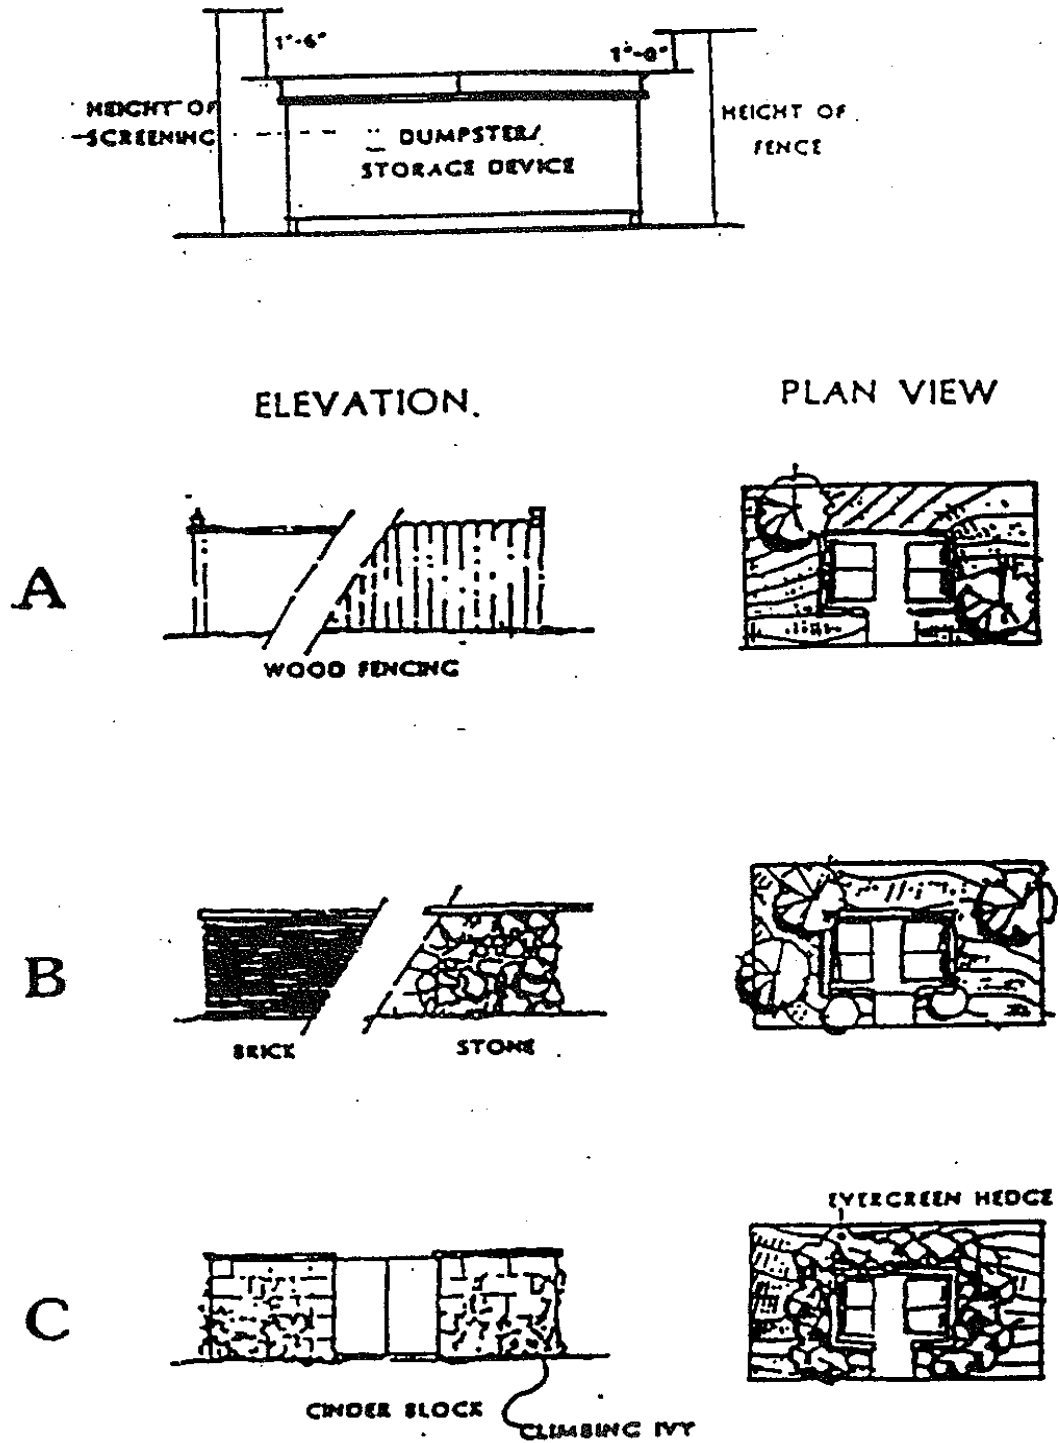 1'-6"
1'-0"
HEIGHT OF
SCREENING
DUMPSTER/
STORAGE DEVICE
HEIGHT OF
FENCE
ELEVATION.
PLAN VIEW
A
WOOD FENCING
B
BRICK
STONE
EVERGREEN HEDGE
C
CINDER BLOCK
CLIMBING IVY